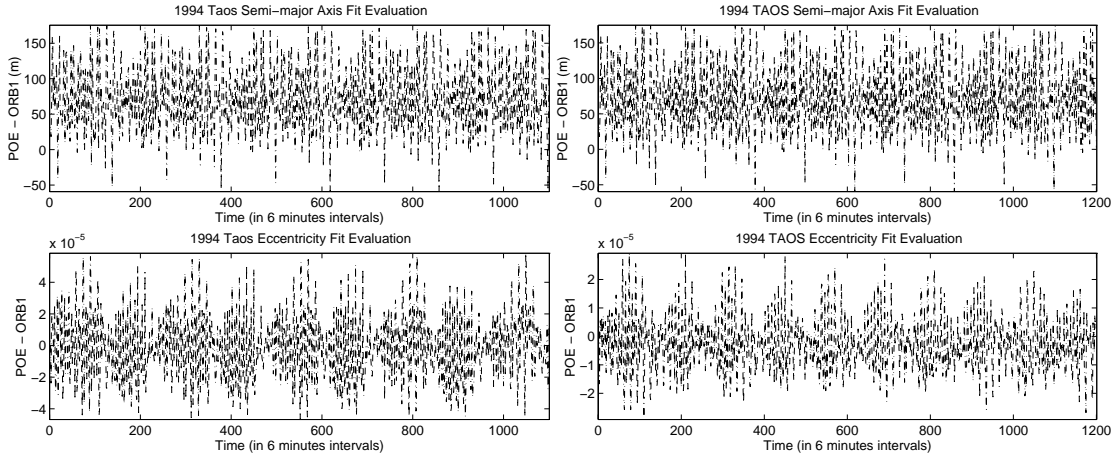 1994 Taos Semi−major Axis Fit Evaluation
150
100
50
0
−50
POE − ORB1 (m)
0 200 400 600 800 1000
Time (in 6 minutes intervals)
1994 TAOS Semi−major Axis Fit Evaluation
150
100
50
0
−50
POE − ORB1 (m)
0 200 400 600 800 1000 1200
Time (in 6 minutes intervals)
x 10⁻⁵
1994 Taos Eccentricity Fit Evaluation
4
2
0
−2
−4
POE − ORB1
0 200 400 600 800 1000
Time (in 6 minutes intervals)
x 10⁻⁵
1994 TAOS Eccentricity Fit Evaluation
2
1
0
−1
−2
POE − ORB1
0 200 400 600 800 1000 1200
Time (in 6 minutes intervals)